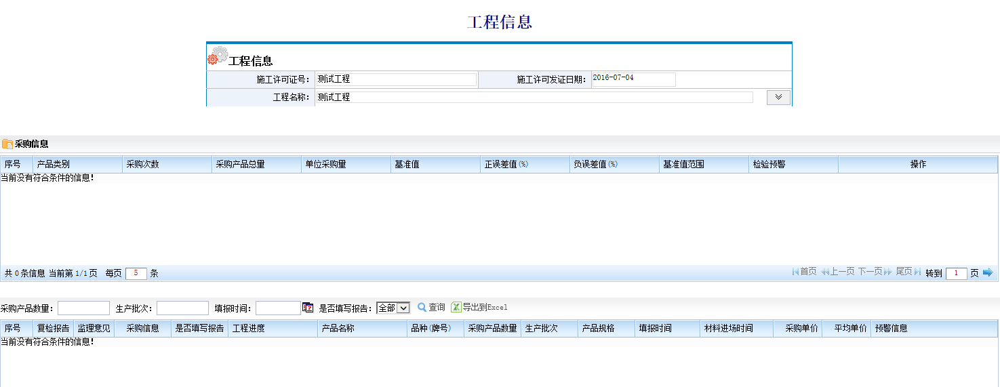 工程信息
工程信息
施工许可证号: 测试工程 施工许可发证日期: 2016-07-04
工程名称: 测试工程
采购信息
序号 产品类别 采购次数 采购产品总量 单位采购量 基准值 正误差值(%) 负误差值(%) 基准值范围 检验预警 操作
当前没有符合条件的信息!
共 0 条信息 当前第 1/1 页 每页 5 条 首页 上一页 下一页 尾页 转到 1 页
采购产品数量: 生产批次: 填报时间: 是否填写报告: 全部 查询 导出到Excel
序号 复检报告 监理意见 采购信息 是否填写报告 工程进度 产品名称 品种(牌号) 采购产品数量 生产批次 产品规格 填报时间 材料进场时间 采购单价 平均单价 预警信息
当前没有符合条件的信息!